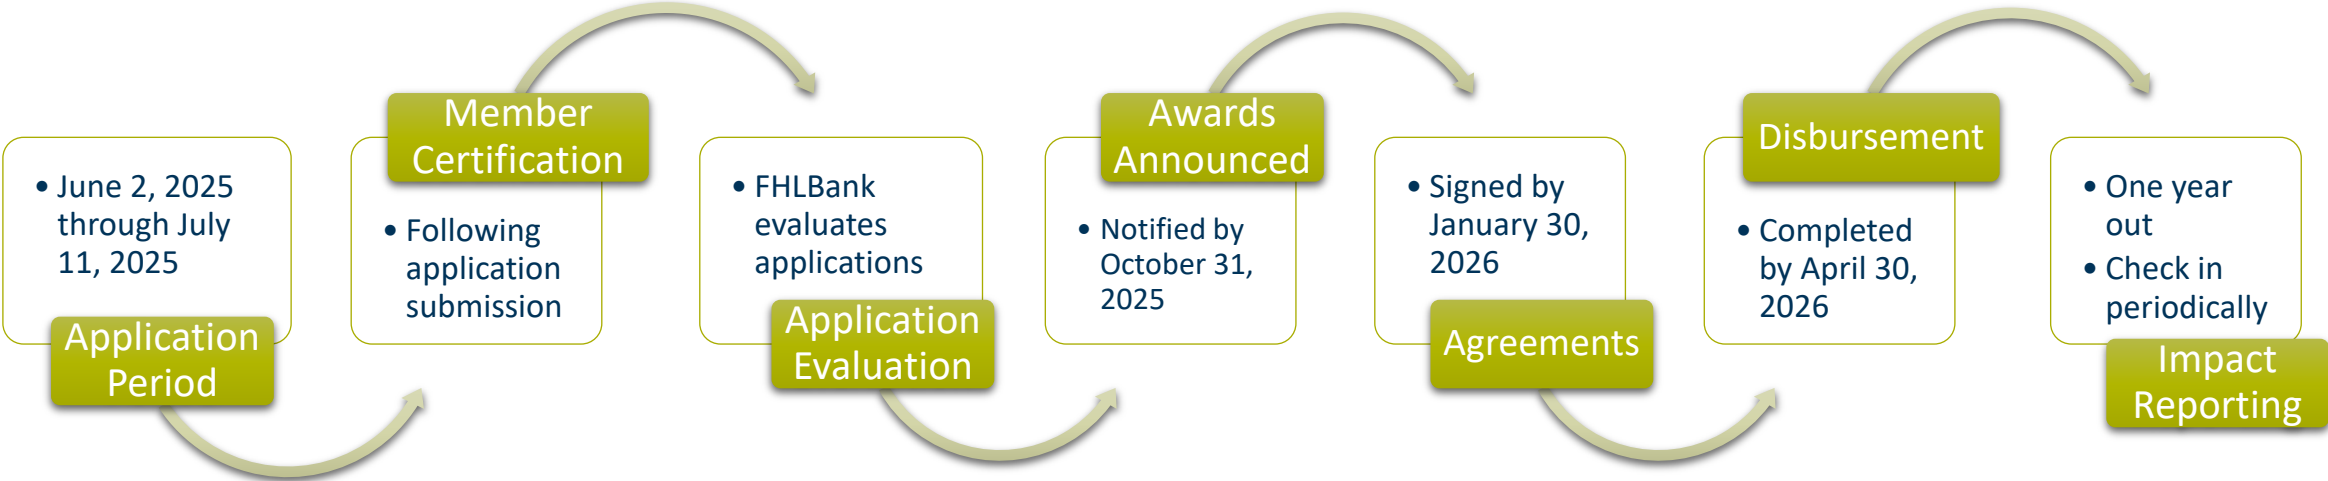 • June 2, 2025
through July
11, 2025
Application
Period
Member
Certification
• Following
application
submission
• FHLBank
evaluates
applications
Application
Evaluation
Awards
Announced
• Notified by
October 31,
2025
• Signed by
January 30,
2026
Agreements
Disbursement
• Completed
by April 30,
2026
• One year
out
• Check in
periodically
Impact
Reporting